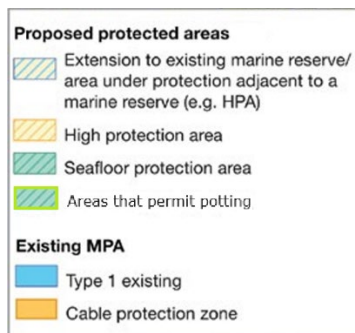 Proposed protected areas
Extension to existing marine reserve/
area under protection adjacent to a
marine reserve (e.g. HPA)
High protection area
Seafloor protection area
Areas that permit potting
Existing MPA
Type 1 existing
Cable protection zone